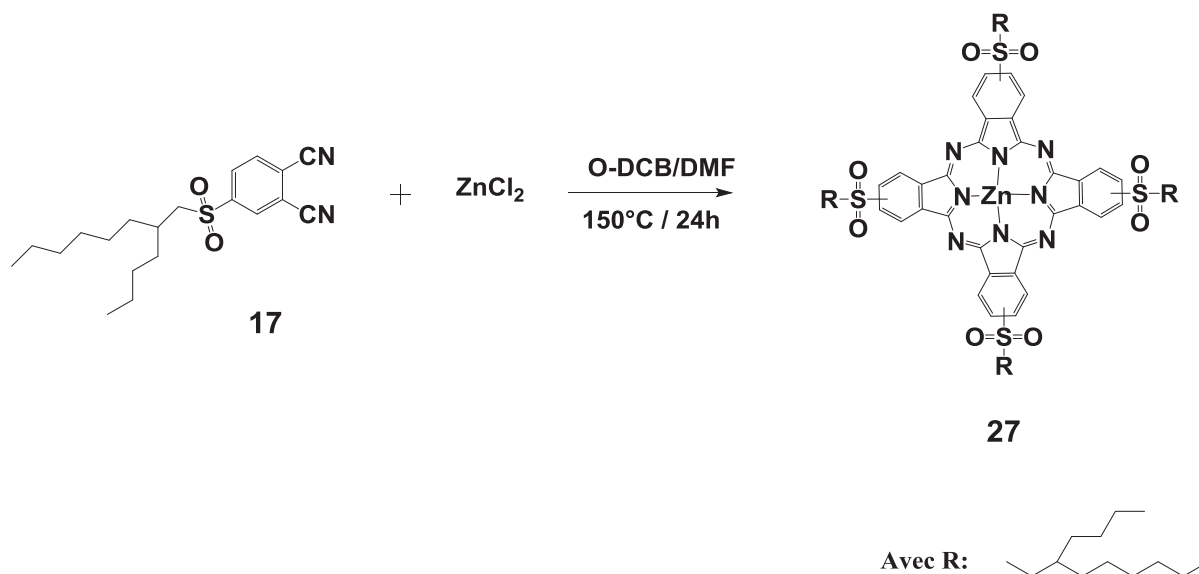 O=S=O
R
CN
CN
O
S
O
17
+
ZnCl2
O-DCB/DMF
150°C / 24h
R
O=S=O
N
N
N
R
O
S
O
N
Zn
N
O
S
O
R
N
N
N
O=S=O
R
27
Avec R: